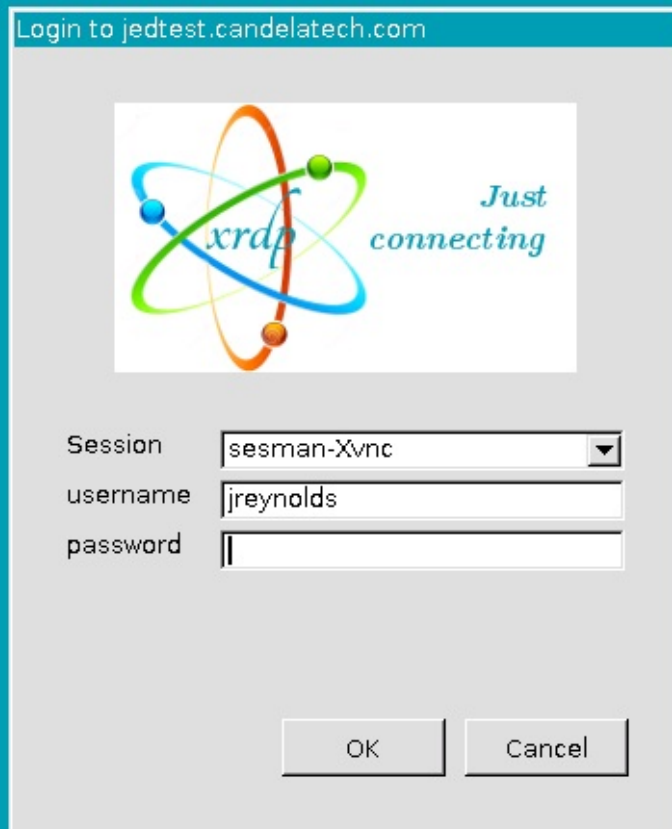 Login to jedtest.candelatech.com
xrdp
Just
connecting
Session
sesman-Xvnc
username
jreynolds
password
OK
Cancel